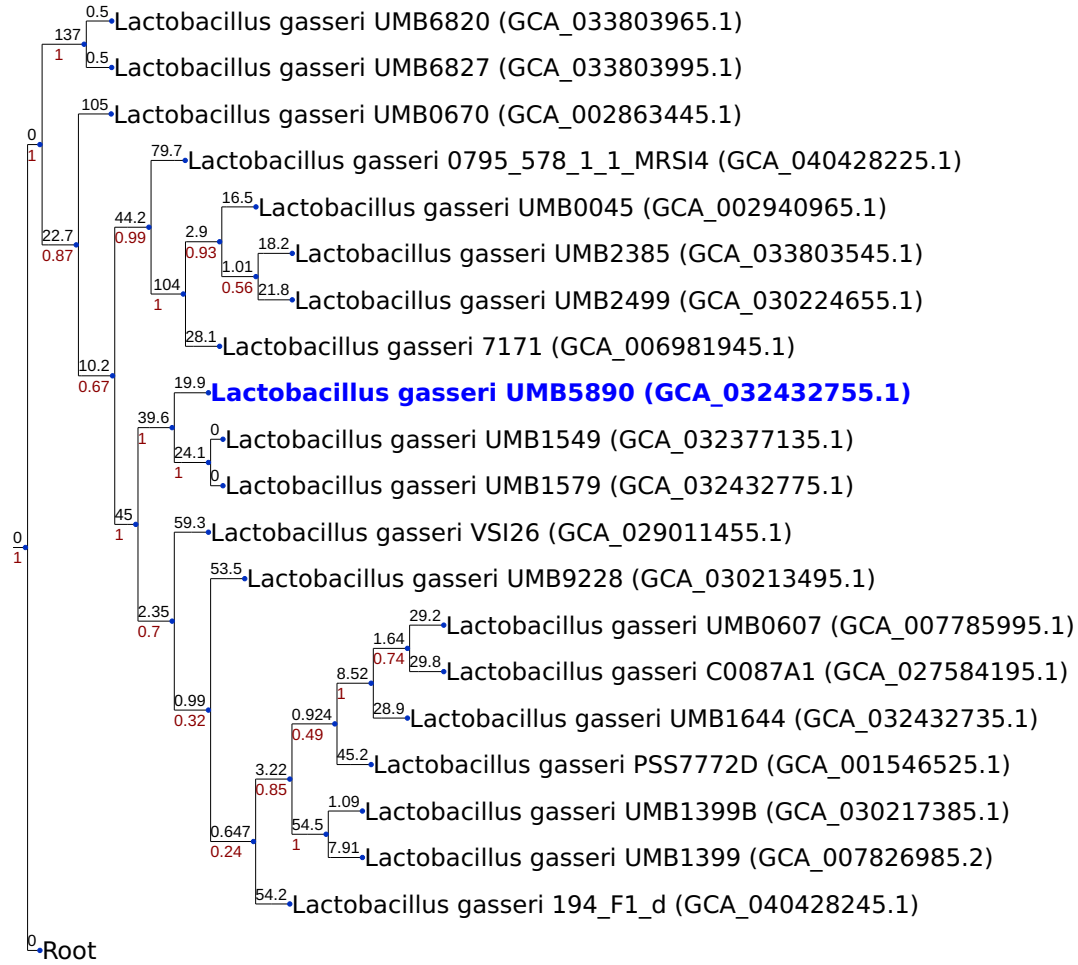 0.5 Lactobacillus gasseri UMB6820 (GCA_033803965.1)
137
1
0.5 Lactobacillus gasseri UMB6827 (GCA_033803995.1)
105 Lactobacillus gasseri UMB0670 (GCA_002863445.1)
0
1
79.7 Lactobacillus gasseri 0795_578_1_1_MRSI4 (GCA_040428225.1)
16.5 Lactobacillus gasseri UMB0045 (GCA_002940965.1)
44.2
0.99
2.9
0.93
22.7
0.87
18.2 Lactobacillus gasseri UMB2385 (GCA_033803545.1)
1.01
0.56
104
1
21.8 Lactobacillus gasseri UMB2499 (GCA_030224655.1)
28.1 Lactobacillus gasseri 7171 (GCA_006981945.1)
10.2
0.67
19.9 Lactobacillus gasseri UMB5890 (GCA_032432755.1)
39.6
1
0 Lactobacillus gasseri UMB1549 (GCA_032377135.1)
24.1
1
0 Lactobacillus gasseri UMB1579 (GCA_032432775.1)
45
1
59.3 Lactobacillus gasseri VSI26 (GCA_029011455.1)
0
1
53.5 Lactobacillus gasseri UMB9228 (GCA_030213495.1)
2.35
0.7
29.2 Lactobacillus gasseri UMB0607 (GCA_007785995.1)
1.64
0.74
29.8 Lactobacillus gasseri C0087A1 (GCA_027584195.1)
8.52
1
0.99
0.32
28.9 Lactobacillus gasseri UMB1644 (GCA_032432735.1)
0.924
0.49
45.2 Lactobacillus gasseri PSS7772D (GCA_001546525.1)
3.22
0.85
1.09 Lactobacillus gasseri UMB1399B (GCA_030217385.1)
54.5
1
0.647
0.24
7.91 Lactobacillus gasseri UMB1399 (GCA_007826985.2)
54.2 Lactobacillus gasseri 194_F1_d (GCA_040428245.1)
0 Root